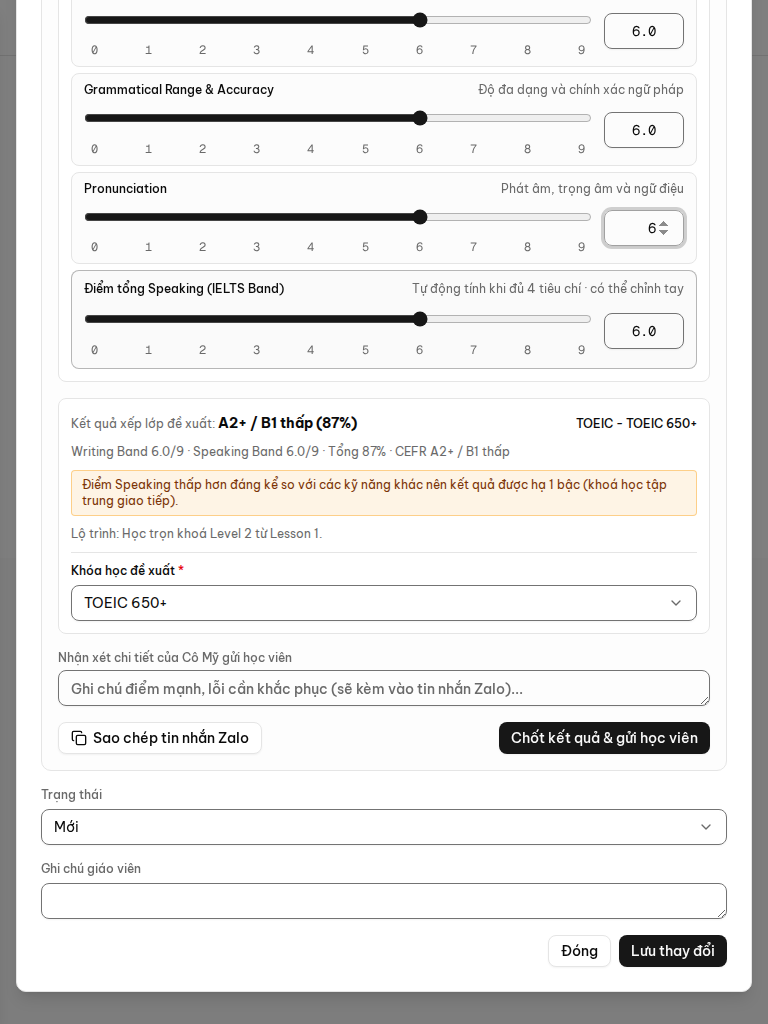 6.0
0 1 2 3 4 5 6 7 8 9
Grammatical Range & Accuracy Độ đa dạng và chính xác ngữ pháp
6.0
0 1 2 3 4 5 6 7 8 9
Pronunciation Phát âm, trọng âm và ngữ điệu
6
0 1 2 3 4 5 6 7 8 9
Điểm tổng Speaking (IELTS Band) Tự động tính khi đủ 4 tiêu chí · có thể chỉnh tay
6.0
0 1 2 3 4 5 6 7 8 9
Kết quả xếp lớp đề xuất: A2+ / B1 thấp (87%) TOEIC - TOEIC 650+
Writing Band 6.0/9 · Speaking Band 6.0/9 · Tổng 87% · CEFR A2+ / B1 thấp
Điểm Speaking thấp hơn đáng kể so với các kỹ năng khác nên kết quả được hạ 1 bậc (khoá học tập
trung giao tiếp).
Lộ trình: Học trọn khoá Level 2 từ Lesson 1.
Khóa học đề xuất *
TOEIC 650+
Nhận xét chi tiết của Cô Mỹ gửi học viên
Ghi chú điểm mạnh, lỗi cần khắc phục (sẽ kèm vào tin nhắn Zalo)...
Sao chép tin nhắn Zalo Chốt kết quả & gửi học viên
Trạng thái
Mới
Ghi chú giáo viên
Đóng Lưu thay đổi